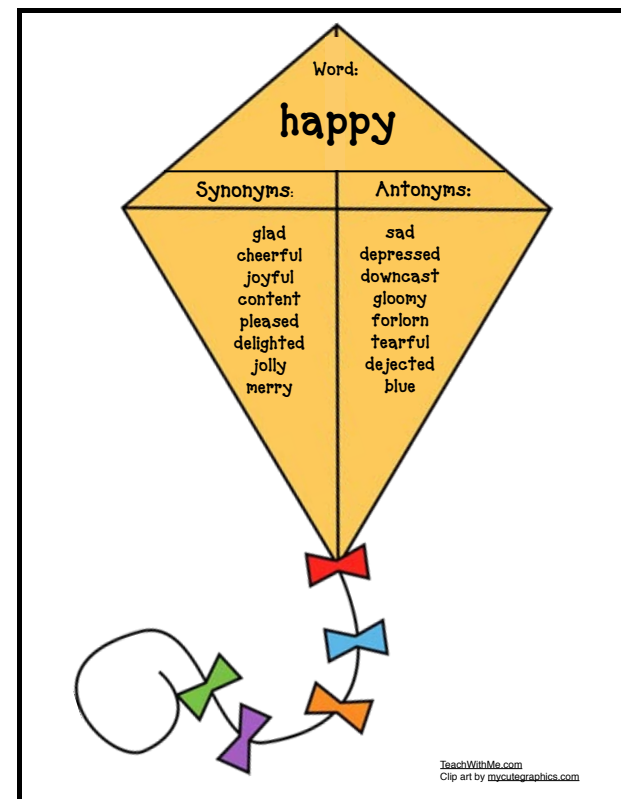 Word:
happy
Synonyms:
Antonyms:
glad
cheerful
joyful
content
pleased
delighted
jolly
merry
sad
depressed
downcast
gloomy
forlorn
tearful
dejected
blue
TeachWithMe.com
Clip art by mycutegraphics.com